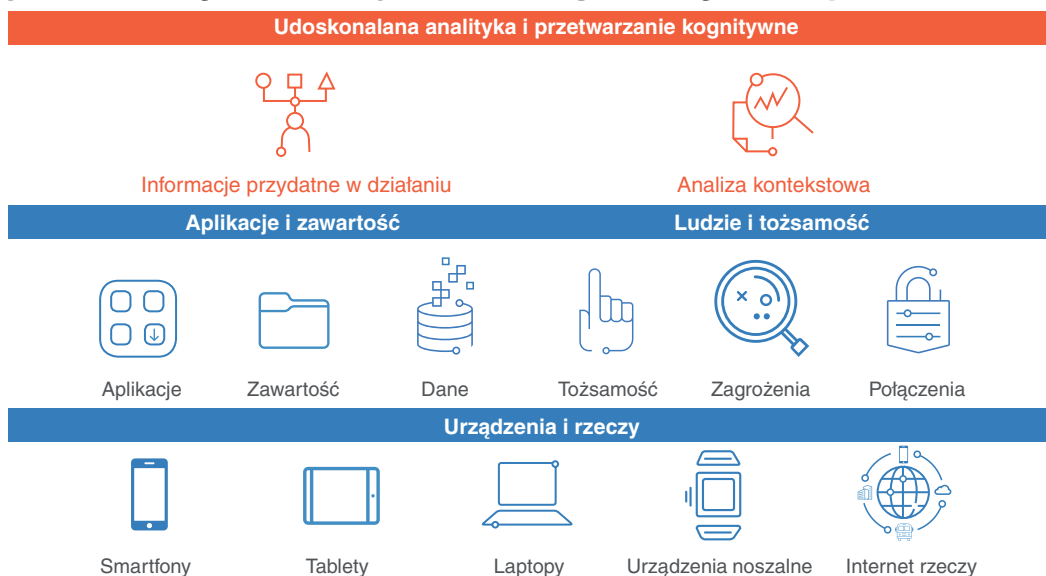 Udoskonalana analityka i przetwarzanie kognitywne
Informacje przydatne w działaniu
Analiza kontekstowa
Aplikacje i zawartość
Ludzie i tożsamość
Aplikacje
Zawartość
Dane
Tożsamość
Zagrożenia
Połączenia
Urządzenia i rzeczy
Smartfony
Tablety
Laptopy
Urządzenia noszalne
Internet rzeczy